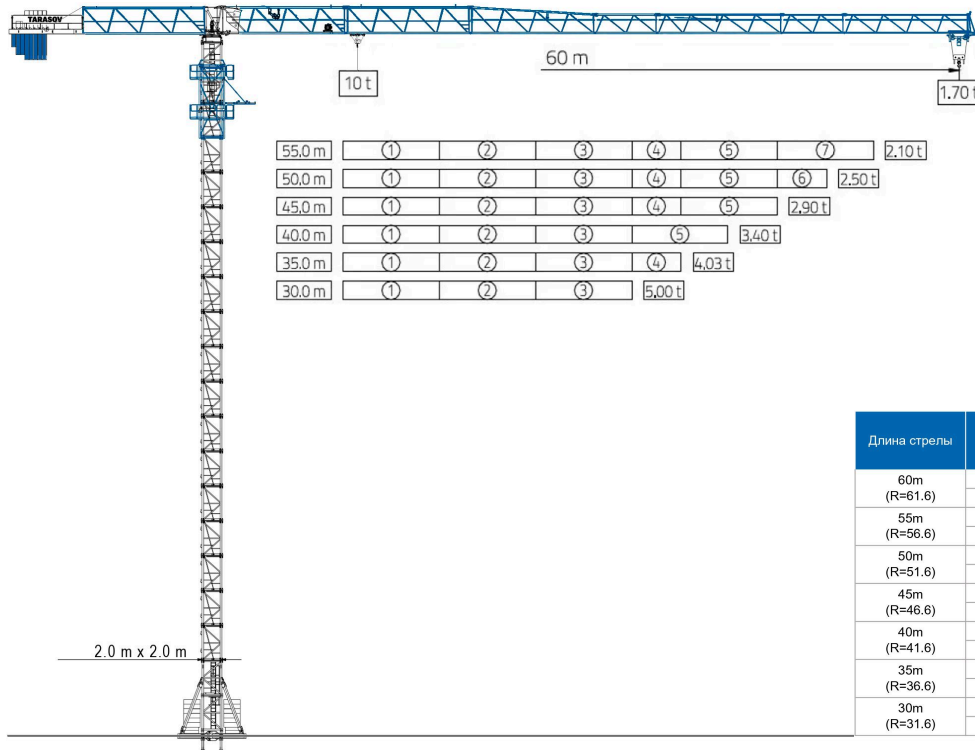 TARASOV
10 t
60 m
1.70 t
55.0 m ① ② ③ ④ ⑤ ⑦ 2.10 t
50,0 m ① ② ③ ④ ⑤ ⑥ 2.50 t
45,0 m ① ② ③ ④ ⑤ 2,90 t
40.0 m ① ② ③ ⑤ 3,40 t
35.0 m ① ② ③ ④ 4,03 t
30.0 m ① ② ③ 5,00 t
Длина стрелы
60m
(R=61.6)
55m
(R=56.6)
50m
(R=51.6)
45m
(R=46.6)
40m
(R=41.6)
35m
(R=36.6)
30m
(R=31.6)
2.0 m x 2.0 m